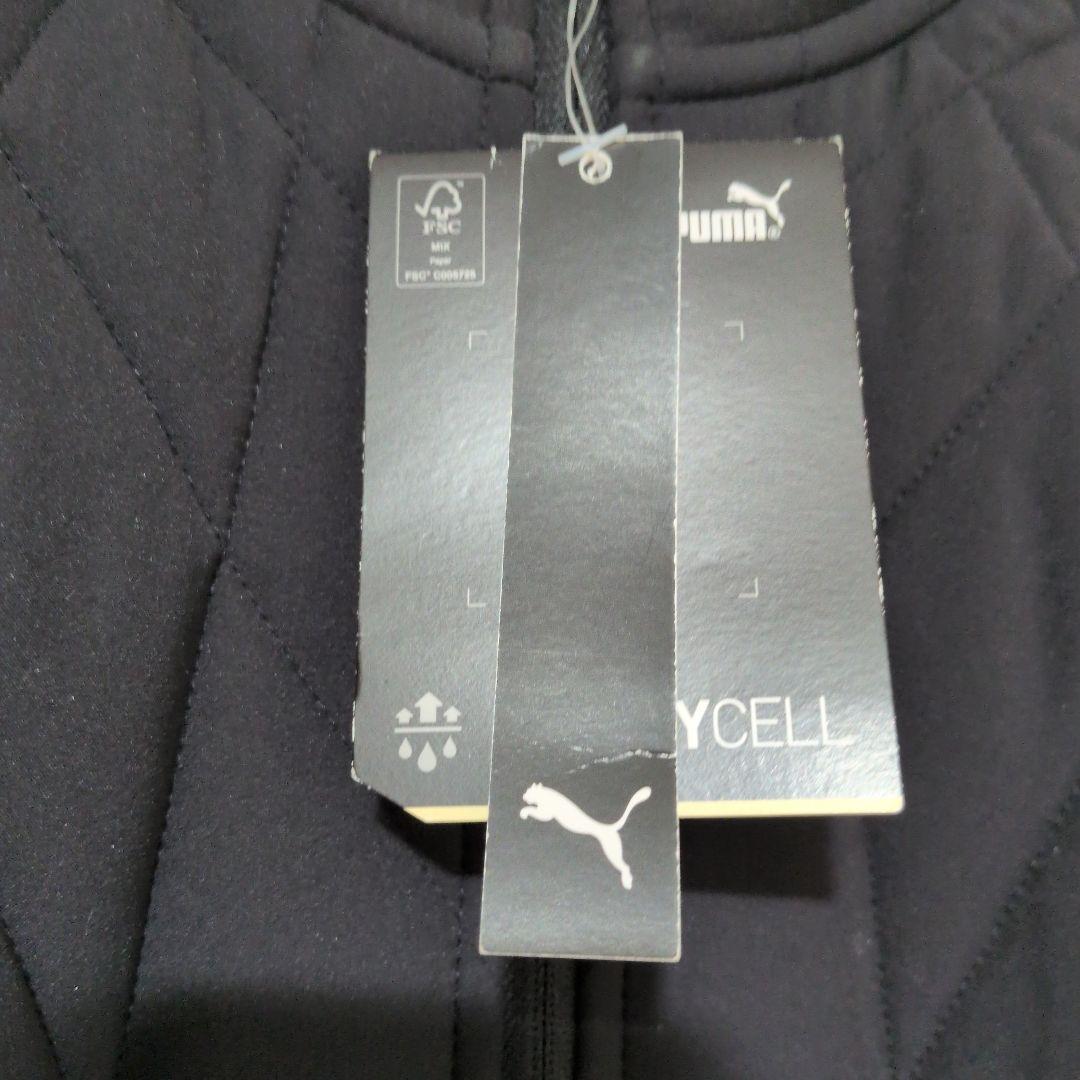 FSC
MIX
Paper
FSC® C005725
PUMA®
YCELL